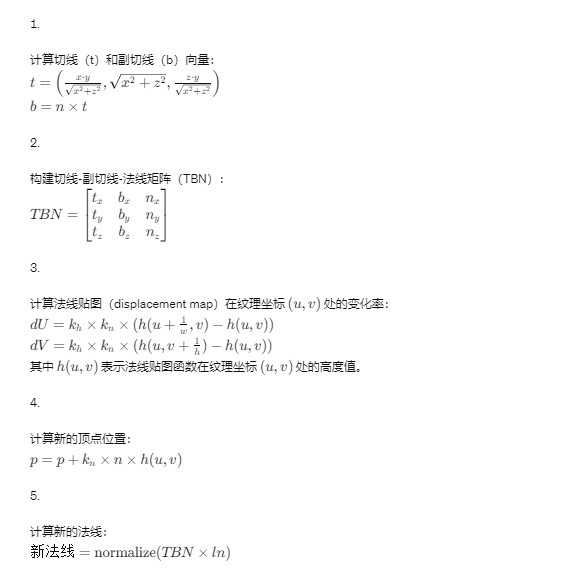 1.
计算切线（t）和副切线（b）向量：
$t = \left( \frac{x \cdot y}{\sqrt{x^2+z^2}}, \sqrt{x^2+z^2}, \frac{z \cdot y}{\sqrt{x^2+z^2}} \right)$
$b = n \times t$
2.
构建切线-副切线-法线矩阵（TBN）：
$TBN = \begin{bmatrix} t_x & b_x & n_x \\ t_y & b_y & n_y \\ t_z & b_z & n_z \end{bmatrix}$
3.
计算法线贴图（displacement map）在纹理坐标 $(u, v)$ 处的变化率：
$dU = k_h \times k_n \times (h(u + \frac{1}{w}, v) - h(u, v))$
$dV = k_h \times k_n \times (h(u, v + \frac{1}{h}) - h(u, v))$
其中 $h(u, v)$ 表示法线贴图函数在纹理坐标 $(u, v)$ 处的高度值。
4.
计算新的顶点位置：
$p = p + k_n \times n \times h(u, v)$
5.
计算新的法线：
新法线 $= \text{normalize}(TBN \times ln)$